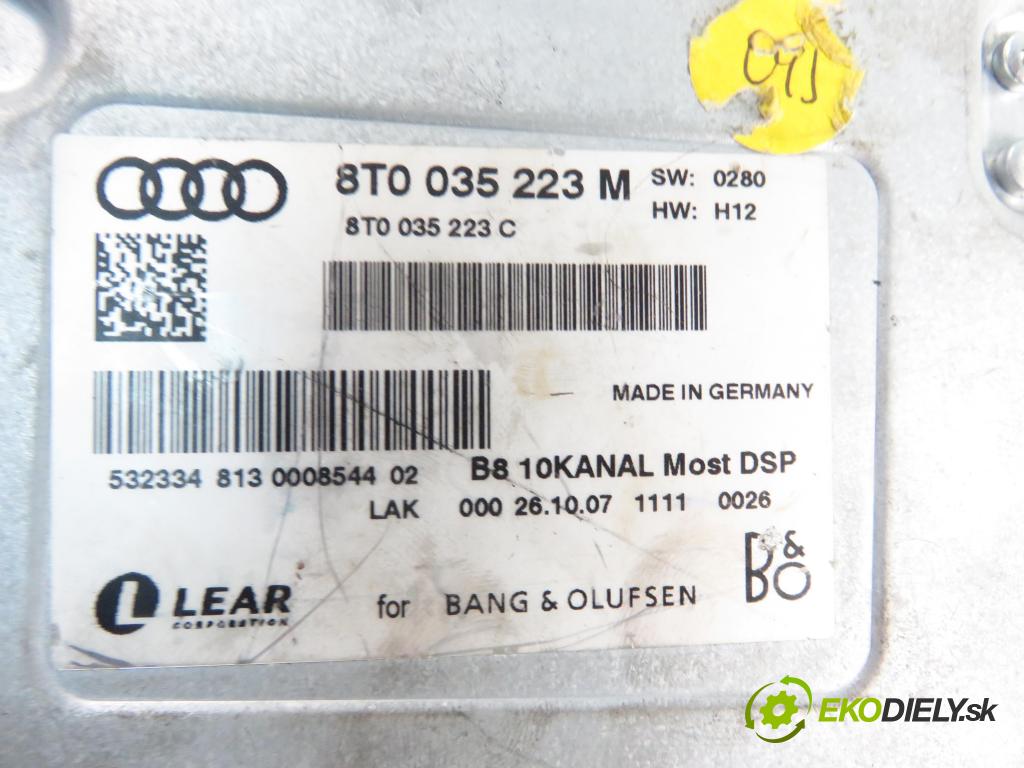 8T0 035 223 M
SW: 0280
HW: H12
8T0 035 223 C
MADE IN GERMANY
532334 813 0008544 02
B8 10KANAL Most DSP
LAK 000 26.10.07 1111 0026
B&O
L LEAR
CORPORATION
for BANG & OLUFSEN
EKODIELY.sk